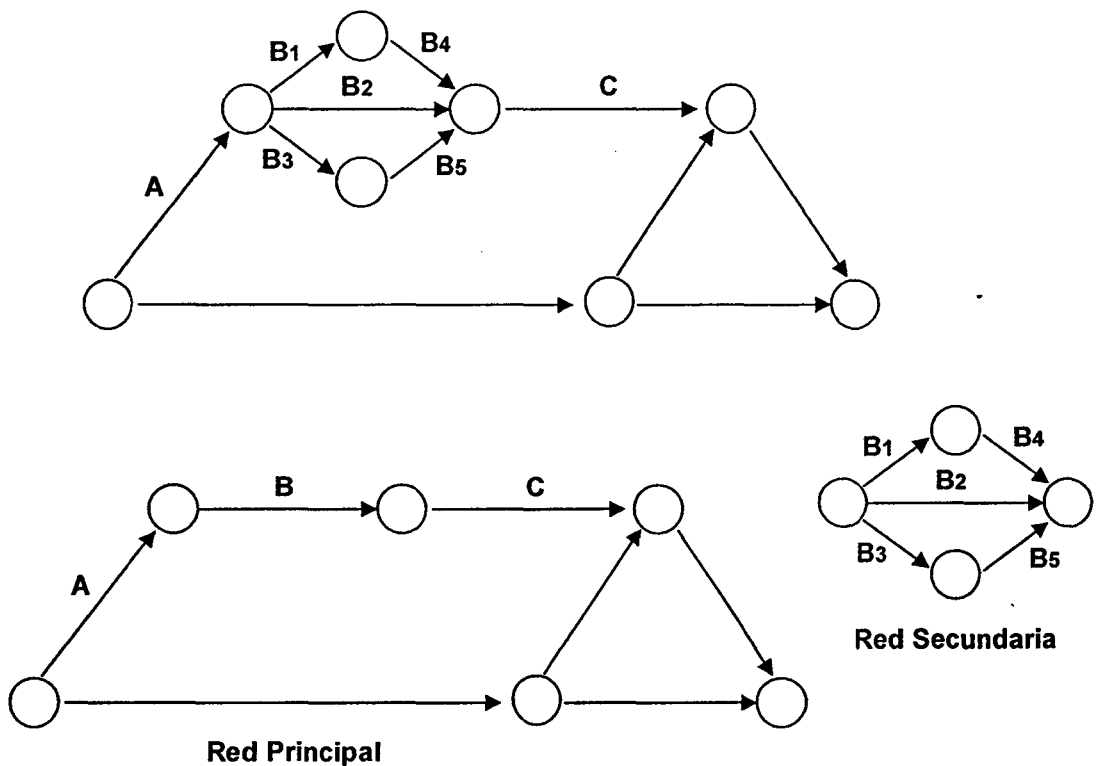 B1
B4
B2
C
B3
B5
A
B
C
A
B1
B4
B2
B3
B5
Red Secundaria
Red Principal